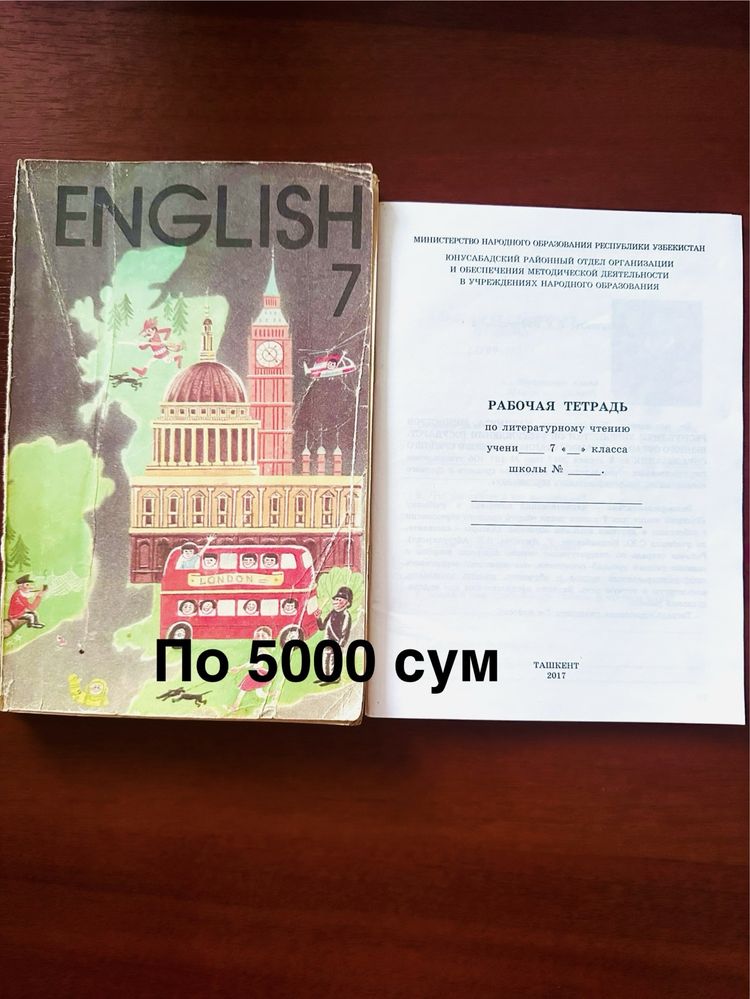 ENGLISH
7
LONDON
МИНИСТЕРСТВО НАРОДНОГО ОБРАЗОВАНИЯ РЕСПУБЛИКИ УЗБЕКИСТАН
ЮНУСАБАДСКИЙ РАЙОННЫЙ ОТДЕЛ ОРГАНИЗАЦИИ
И ОБЕСПЕЧЕНИЯ МЕТОДИЧЕСКОЙ ДЕЯТЕЛЬНОСТИ
В УЧРЕЖДЕНИЯХ НАРОДНОГО ОБРАЗОВАНИЯ
РАБОЧАЯ ТЕТРАДЬ
по литературному чтению
учени____ 7 «__» класса
школы № _____.
ТАШКЕНТ
2017
По 5000 сум